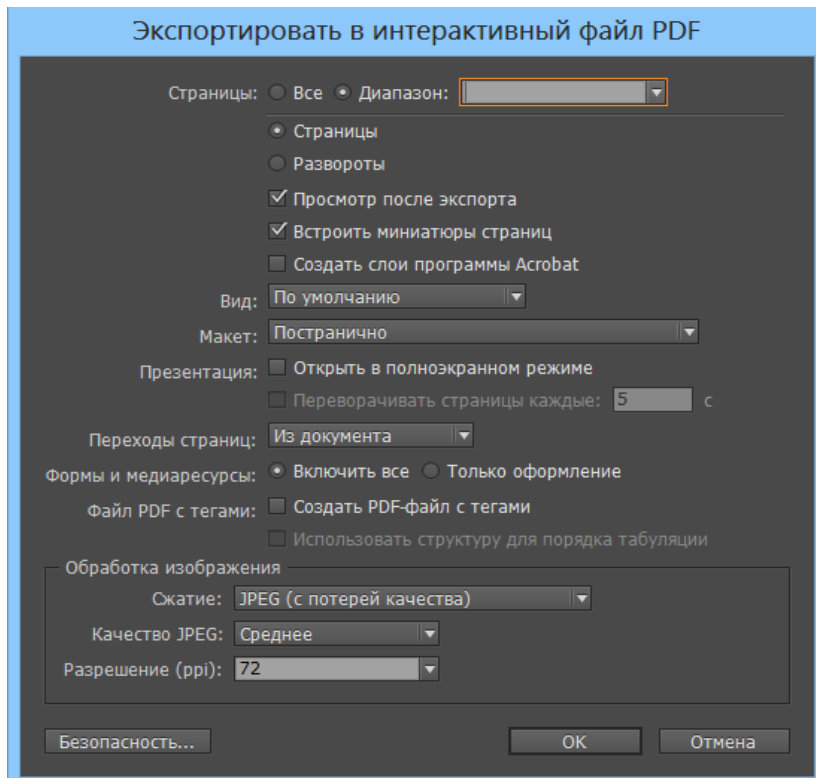 Экспортировать в интерактивный файл PDF
Страницы: Все Диапазон:
Страницы
Развороты
Просмотр после экспорта
Встроить миниатюры страниц
Создать слои программы Acrobat
Вид: По умолчанию
Макет: Постранично
Презентация: Открыть в полноэкранном режиме
Переворачивать страницы каждые: 5 с
Переходы страниц: Из документа
Формы и медиаресурсы: Включить все Только оформление
Файл PDF с тегами: Создать PDF-файл с тегами
Использовать структуру для порядка табуляции
Обработка изображения
Сжатие: JPEG (с потерей качества)
Качество JPEG: Среднее
Разрешение (ppi): 72
Безопасность... OK Отмена